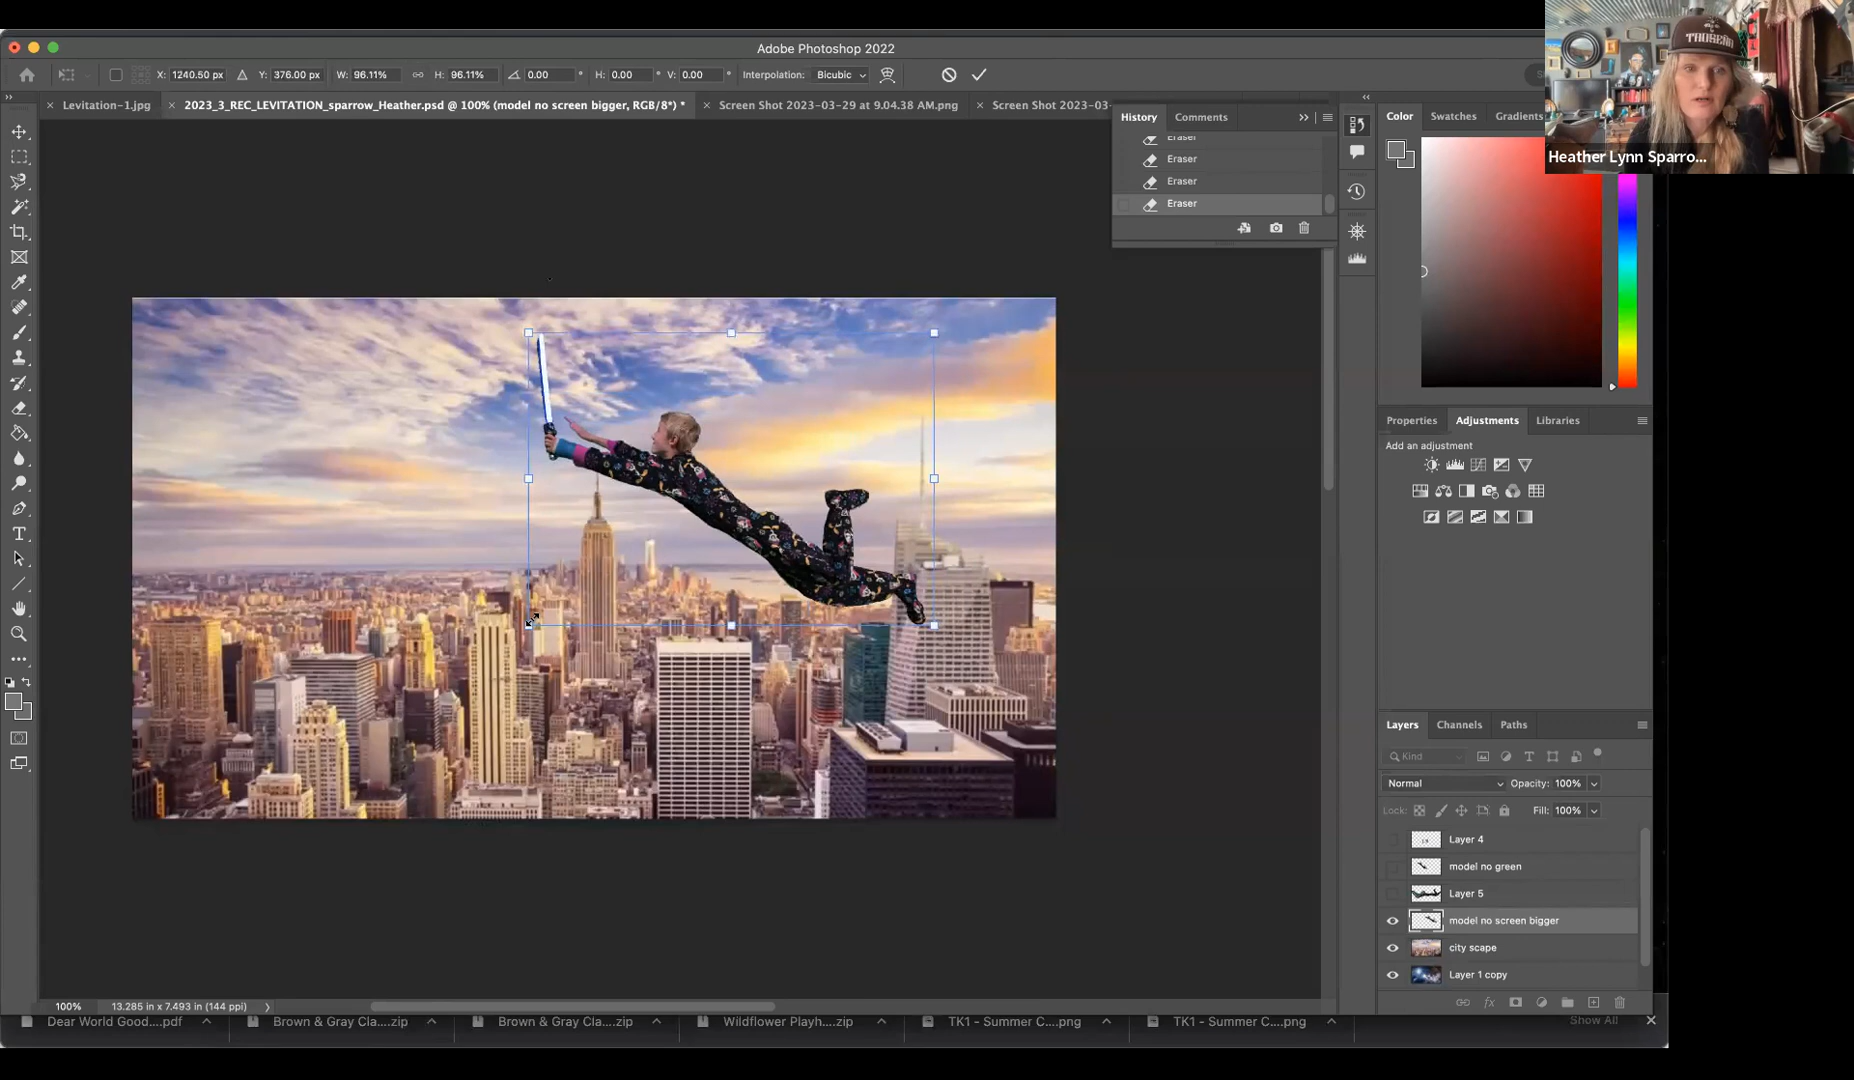 Adobe Photoshop 2022
X: 1240.50 px Y: 376.00 px W: 96.11% H: 96.11% 0.00 ° H: 0.00 ° V: 0.00 ° Interpolation: Bicubic
Levitation-1.jpg
2023_3_REC_LEVITATION_sparrow_Heather.psd @ 100% (model no screen bigger, RGB/8*) *
Screen Shot 2023-03-29 at 9.04.38 AM.png
Screen Shot 2023-03-
History Comments
Eraser
Eraser
Eraser
Eraser
Color Swatches Gradients
Heather Lynn Sparro...
Properties Adjustments Libraries
Add an adjustment
Layers Channels Paths
Kind
Normal Opacity: 100%
Lock: Fill: 100%
Layer 4
model no green
Layer 5
model no screen bigger
city scape
Layer 1 copy
100% 13.285 in x 7.493 in (144 ppi)
Dear World Good....pdf
Brown & Gray Cla....zip
Brown & Gray Cla....zip
Wildflower Playh....zip
TK1 - Summer C....png
TK1 - Summer C....png
Show All